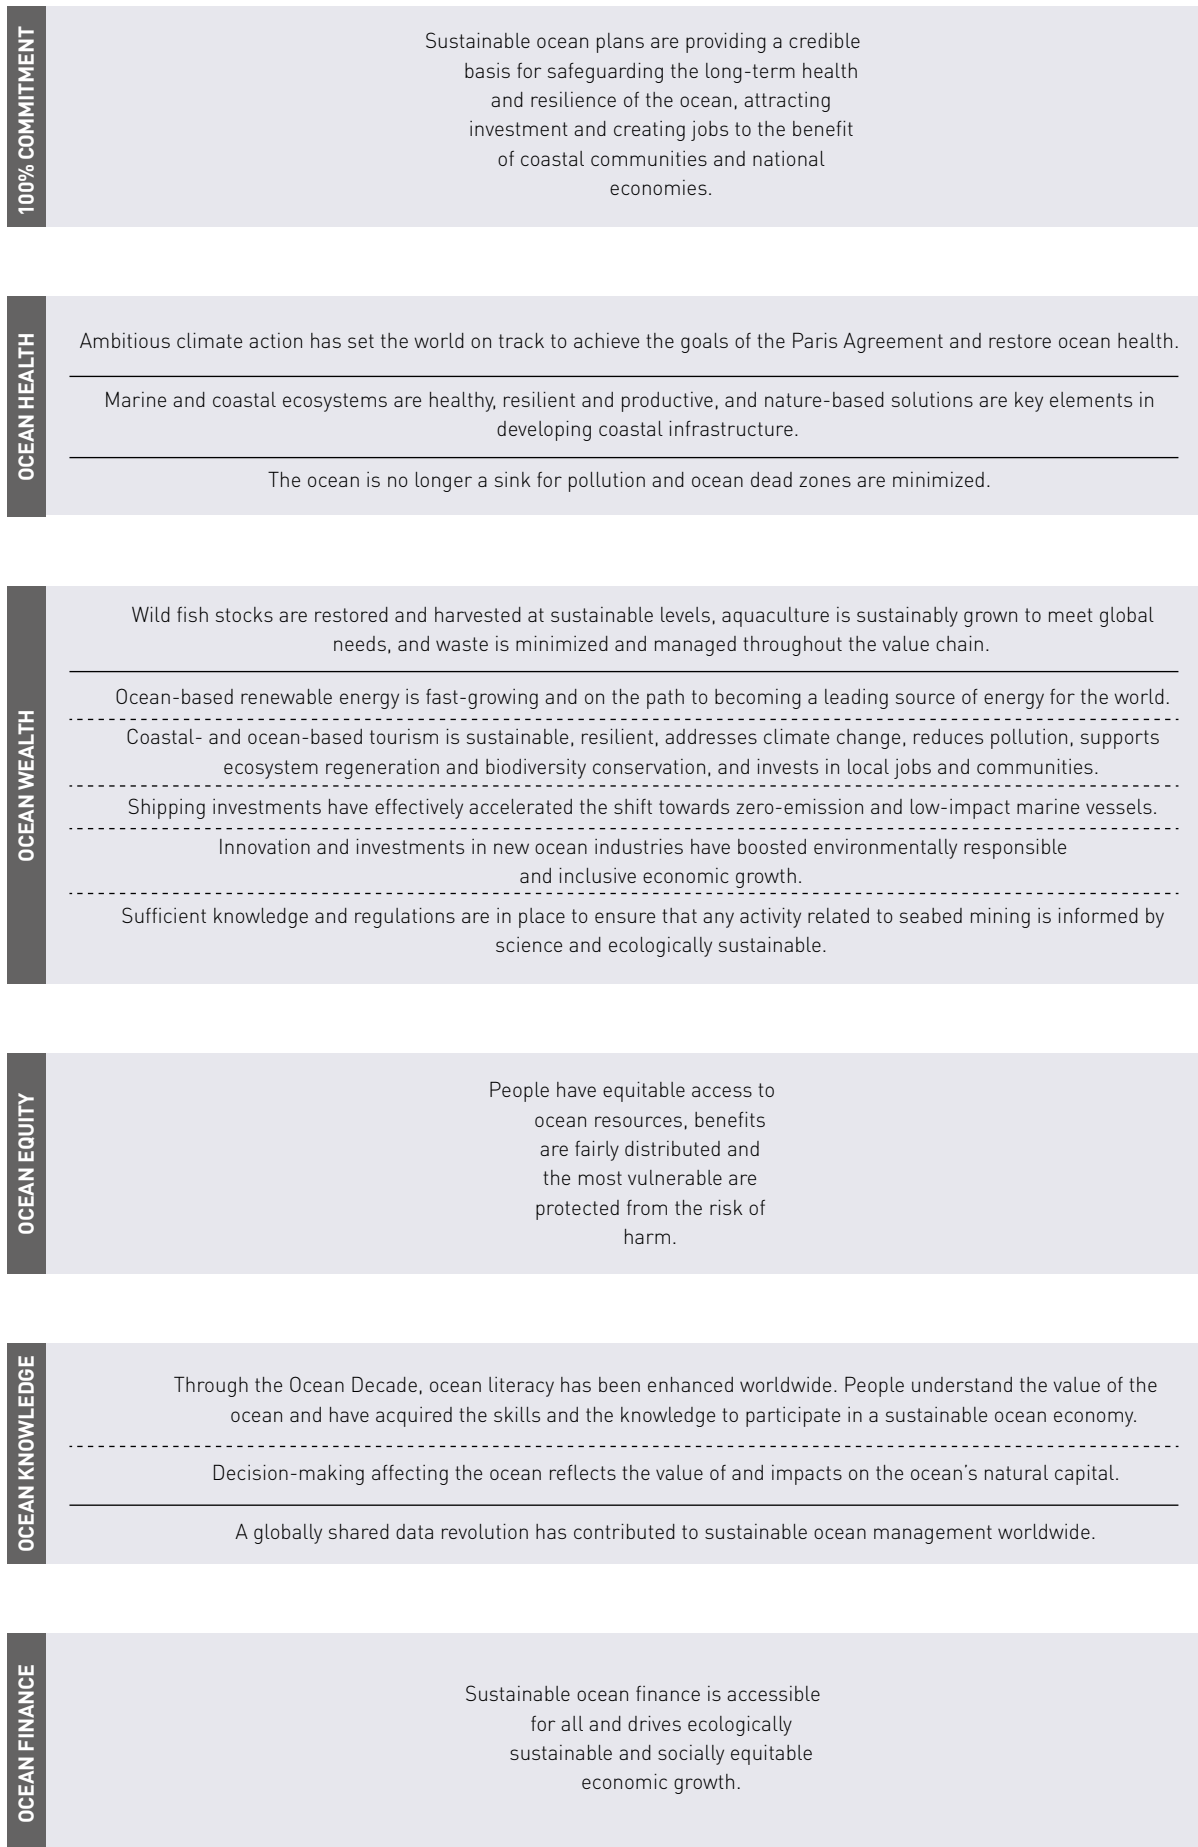 100% COMMITMENT
Sustainable ocean plans are providing a credible
basis for safeguarding the long-term health
and resilience of the ocean, attracting
investment and creating jobs to the benefit
of coastal communities and national
economies.
OCEAN HEALTH
Ambitious climate action has set the world on track to achieve the goals of the Paris Agreement and restore ocean health.
Marine and coastal ecosystems are healthy, resilient and productive, and nature-based solutions are key elements in
developing coastal infrastructure.
The ocean is no longer a sink for pollution and ocean dead zones are minimized.
OCEAN WEALTH
Wild fish stocks are restored and harvested at sustainable levels, aquaculture is sustainably grown to meet global
needs, and waste is minimized and managed throughout the value chain.
Ocean-based renewable energy is fast-growing and on the path to becoming a leading source of energy for the world.
Coastal- and ocean-based tourism is sustainable, resilient, addresses climate change, reduces pollution, supports
ecosystem regeneration and biodiversity conservation, and invests in local jobs and communities.
Shipping investments have effectively accelerated the shift towards zero-emission and low-impact marine vessels.
Innovation and investments in new ocean industries have boosted environmentally responsible
and inclusive economic growth.
Sufficient knowledge and regulations are in place to ensure that any activity related to seabed mining is informed by
science and ecologically sustainable.
OCEAN EQUITY
People have equitable access to
ocean resources, benefits
are fairly distributed and
the most vulnerable are
protected from the risk of
harm.
OCEAN KNOWLEDGE
Through the Ocean Decade, ocean literacy has been enhanced worldwide. People understand the value of the
ocean and have acquired the skills and the knowledge to participate in a sustainable ocean economy.
Decision-making affecting the ocean reflects the value of and impacts on the ocean's natural capital.
A globally shared data revolution has contributed to sustainable ocean management worldwide.
OCEAN FINANCE
Sustainable ocean finance is accessible
for all and drives ecologically
sustainable and socially equitable
economic growth.